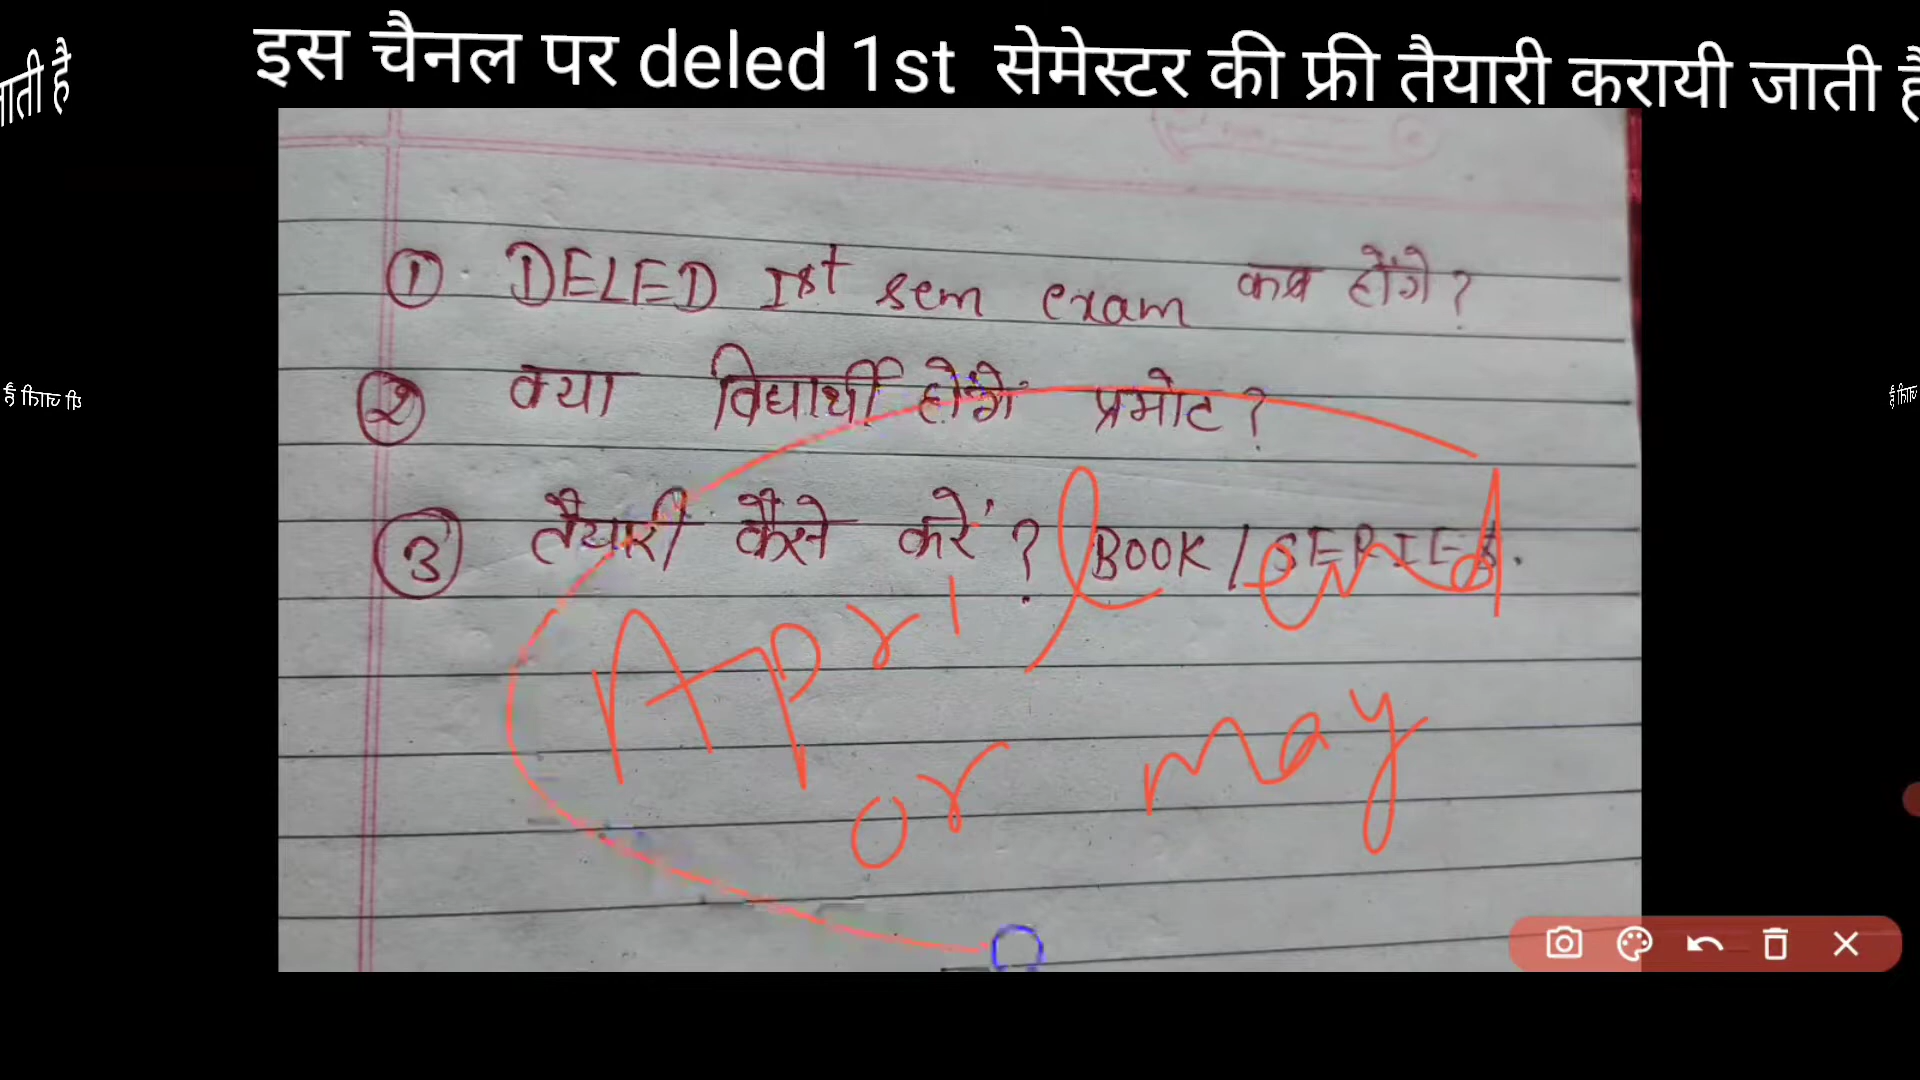 इस चैनल पर deled 1st सेमेस्टर की फ्री तैयारी करायी जाती है
जाती है
① DELED Ist sem exam कब होंगे?
② क्या विद्यार्थी होंगे प्रमोट?
③ तैयारी कैसे करें? BOOK / SERIES.
April end
or may